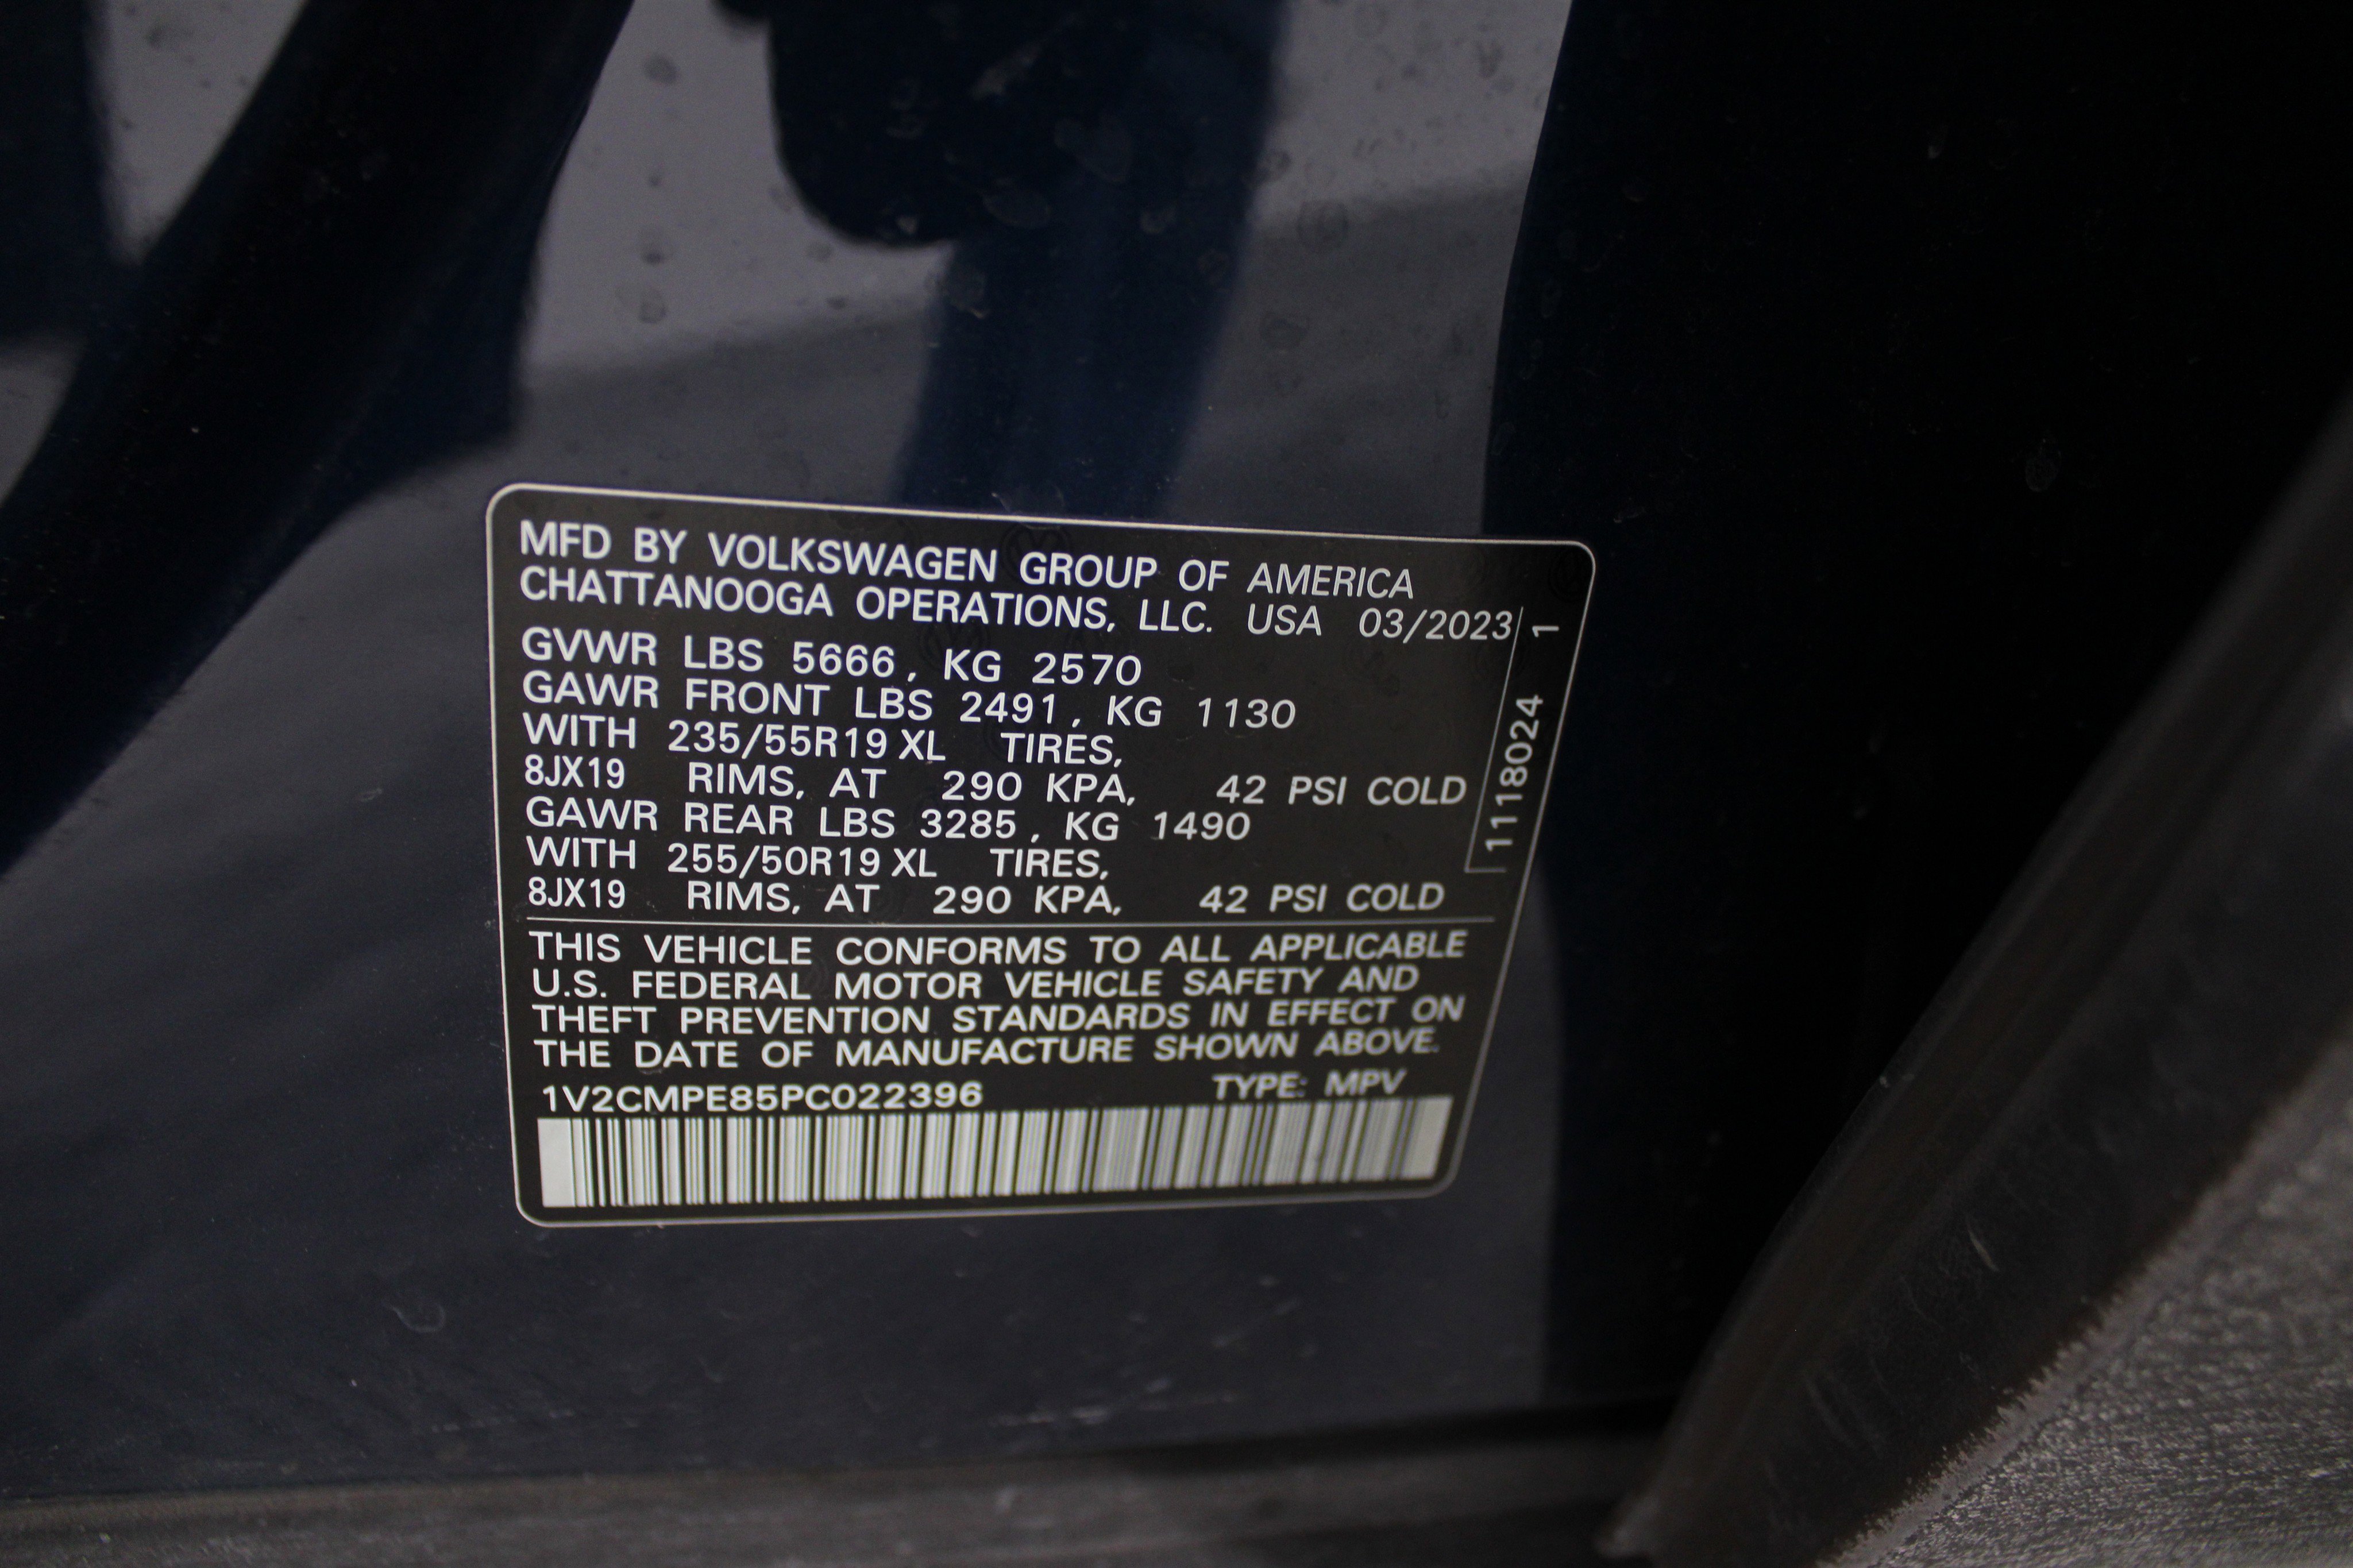 MFD BY VOLKSWAGEN GROUP OF AMERICA
CHATTANOOGA OPERATIONS, LLC. USA 03/2023
GVWR LBS 5666, KG 2570
GAWR FRONT LBS 2491, KG 1130
WITH 235/55R19 XL TIRES,
8JX19 RIMS, AT 290 KPA, 42 PSI COLD
GAWR REAR LBS 3285, KG 1490
WITH 255/50R19 XL TIRES,
8JX19 RIMS, AT 290 KPA, 42 PSI COLD
1118024 1
THIS VEHICLE CONFORMS TO ALL APPLICABLE
U.S. FEDERAL MOTOR VEHICLE SAFETY AND
THEFT PREVENTION STANDARDS IN EFFECT ON
THE DATE OF MANUFACTURE SHOWN ABOVE.
1V2CMPE85PC022396 TYPE: MPV